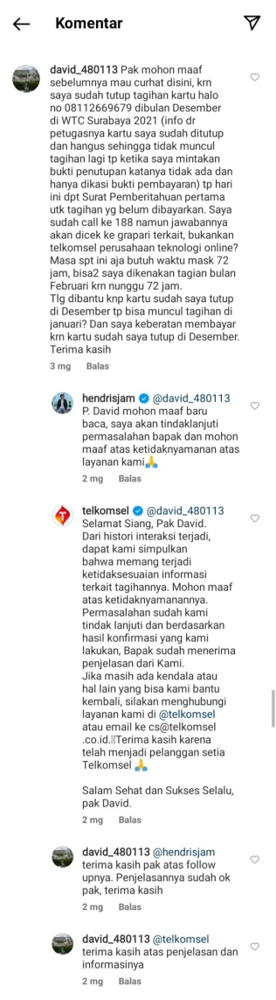 Komentar
david_480113 Pak mohon maaf
sebelumnya mau curhat disini, krn
saya sudah tutup tagihan kartu halo
no 08112669679 dibulan Desember
di WTC Surabaya 2021 (info dr
petugasnya kartu saya sudah ditutup
dan hangus sehingga tidak muncul
tagihan lagi tp ketika saya mintakan
bukti penutupan katanya tidak ada dan
hanya dikasi bukti pembayaran) tp hari
ini dpt Surat Pemberitahuan pertama
utk tagihan yg belum dibayarkan. Saya
sudah call ke 188 namun jawabannya
akan dicek ke grapari terkait, bukankan
telkomsel perusahaan teknologi online?
Masa spt ini aja butuh waktu mask 72
jam, bisa2 saya dikenakan tagian bulan
Februari krn nunggu 72 jam.
Tlg dibantu knp kartu sudah saya tutup
di Desember tp bisa muncul tagihan di
januari? Dan saya keberatan membayar
krn kartu sudah saya tutup di Desember.
Terima kasih
3 mg Balas
hendrisjam @david_480113
P. David mohon maaf baru
baca, saya akan tindaklanjuti
permasalahan bapak dan mohon
maaf atas ketidaknyamanan atas
layanan kami🙏
2 mg Balas
telkomsel @david_480113
Selamat Siang, Pak David.
Dari histori interaksi terjadi,
dapat kami simpulkan
bahwa memang terjadi
ketidaksesuaian informasi
terkait tagihannya. Mohon maaf
atas ketidaknyamanannya.
Permasalahan sudah kami
tindak lanjuti dan berdasarkan
hasil konfirmasi yang kami
lakukan, Bapak sudah menerima
penjelasan dari Kami.
Jika masih ada kendala atau
hal lain yang bisa kami bantu
kembali, silakan menghubungi
layanan kami di @telkomsel
atau email ke cs@telkomsel
.co.id.Terima kasih karena
telah menjadi pelanggan setia
Telkomsel 🙏
Salam Sehat dan Sukses Selalu,
pak David.
2 mg Balas
david_480113 @hendrisjam
terima kasih pak atas follow
upnya. Penjelasannya sudah ok
pak, terima kasih
2 mg Balas
david_480113 @telkomsel
terima kasih atas penjelasan dan
informasinya
2 mg Balas